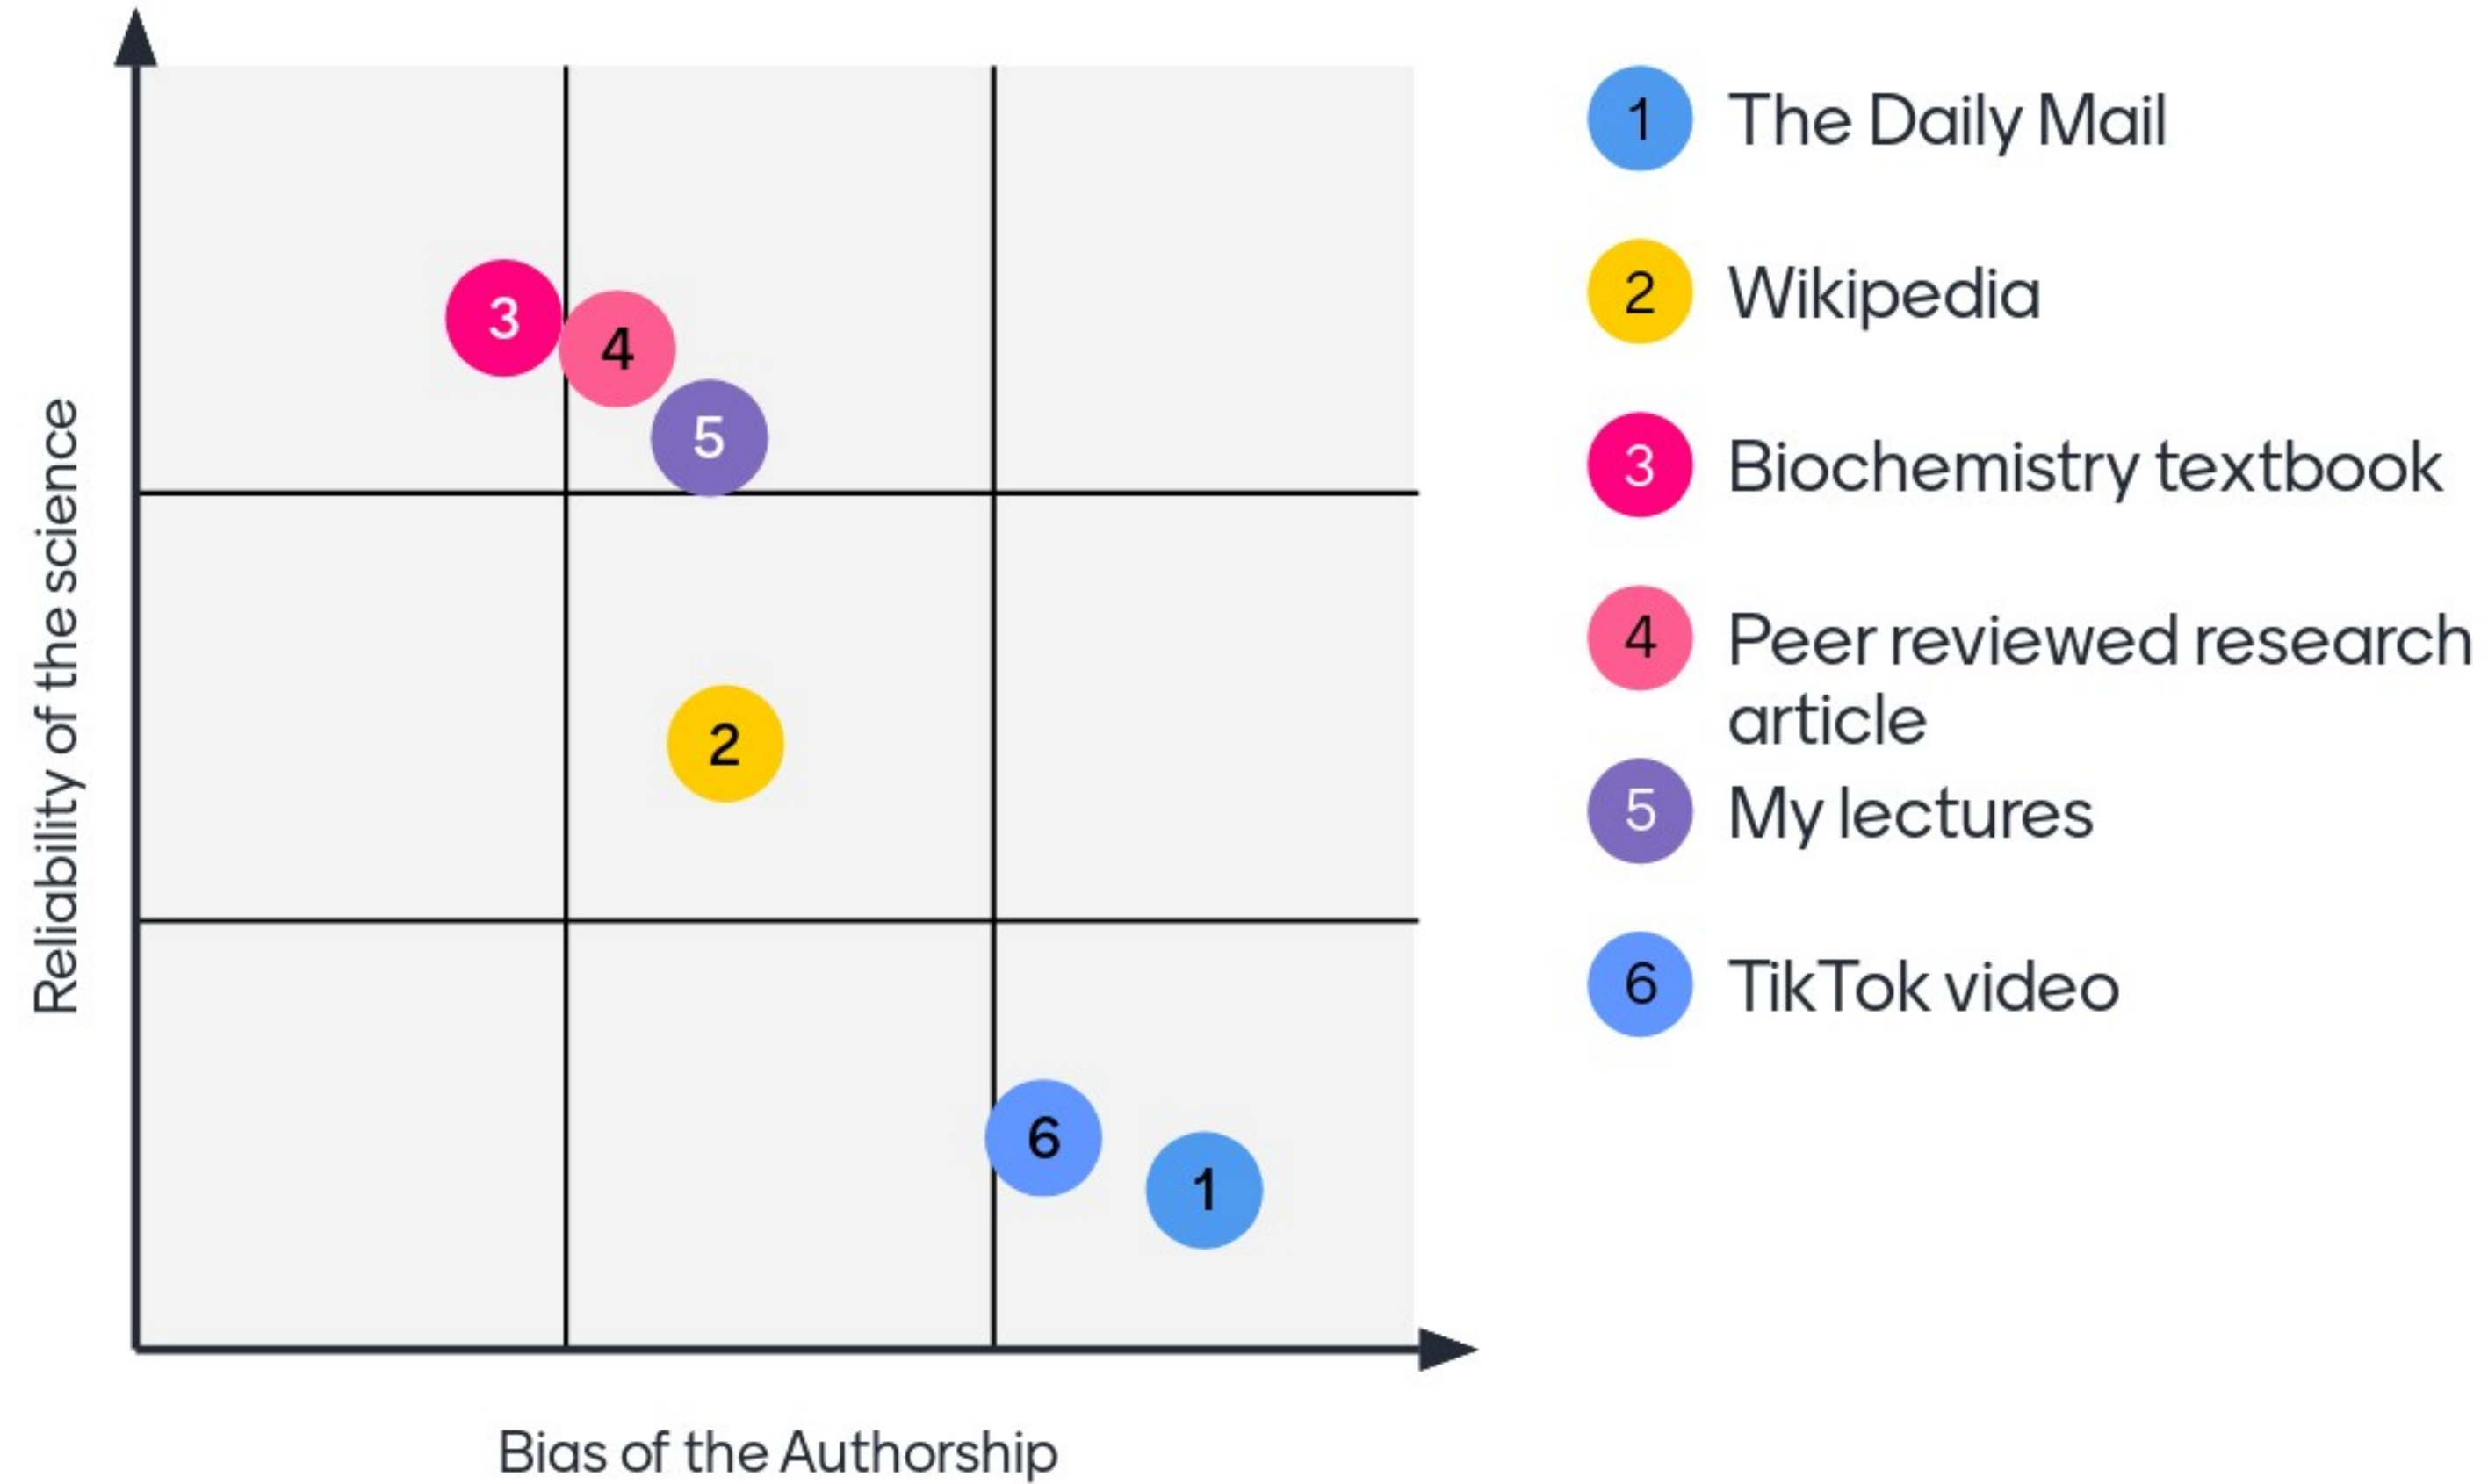 Reliability of the science
3
4
5
2
6
1
Bias of the Authorship
1 The Daily Mail
2 Wikipedia
3 Biochemistry textbook
4 Peer reviewed research
article
5 My lectures
6 TikTok video